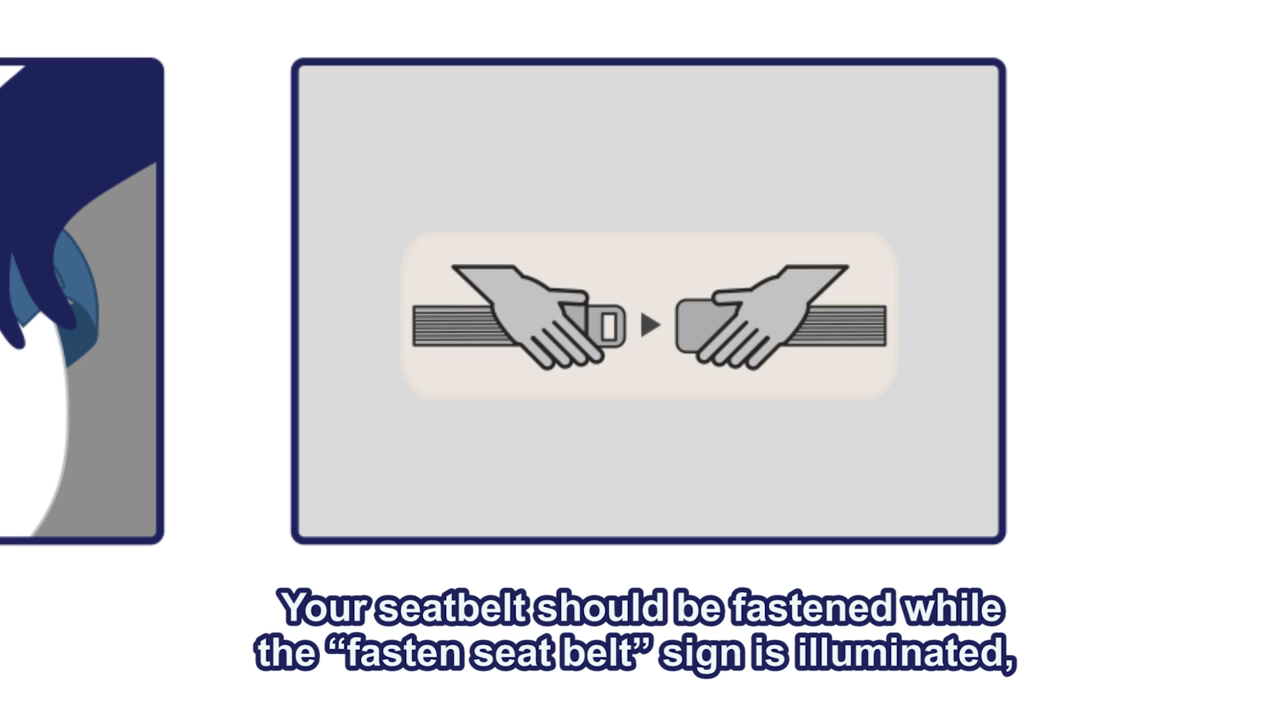 Your seatbelt should be fastened while
the “fasten seat belt” sign is illuminated,